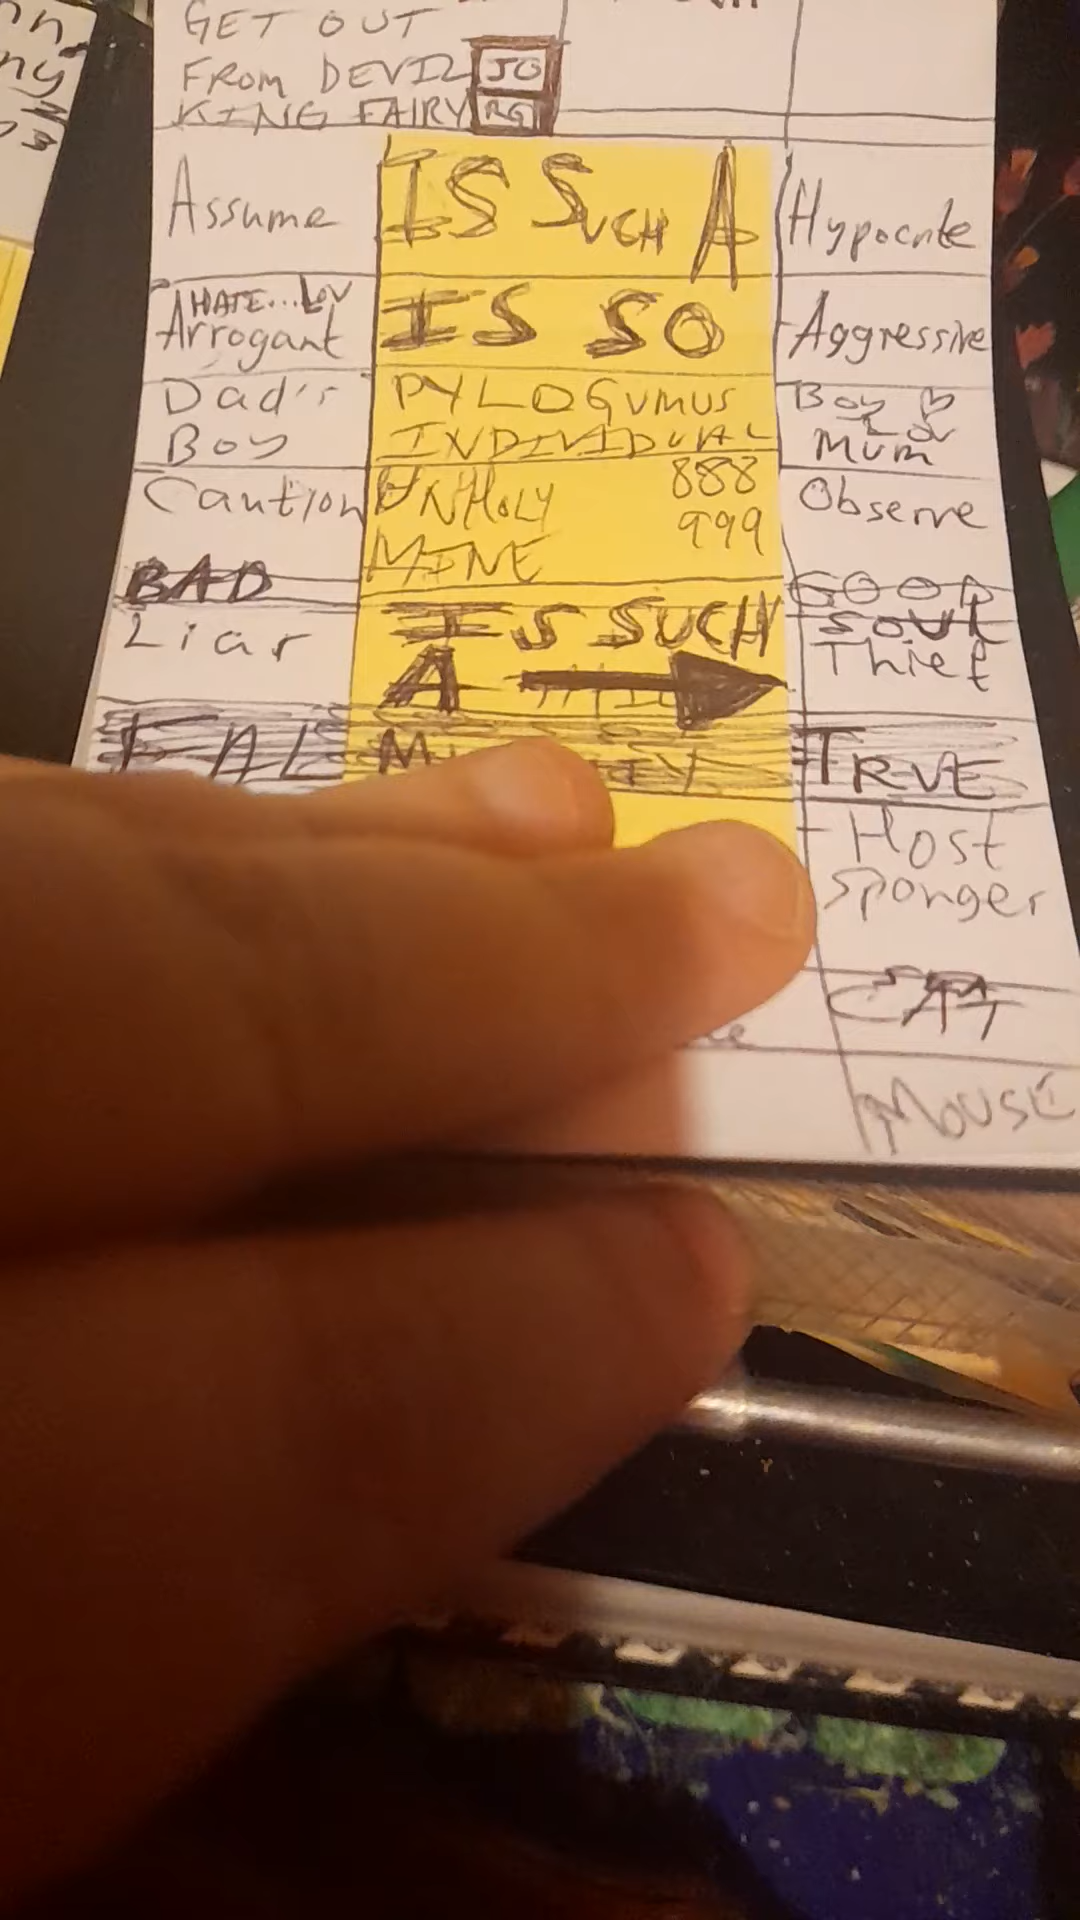 GET OUT
FROM DEVIL JO
KING FAIRY RG
Assume IS SUCH A Hypocrite
HATE... LOV
Arrogant IS SO Aggressive
Dad's PYLOGUMUS Boy
Boy INDIVIDUAL LOV Mum
Caution UNHOLY 888 Observe
MINE 999
BAD GOOD
Liar IS SUCH SOUL
A Thief
TRUE
Host
Sponger
CAT
MOUSE